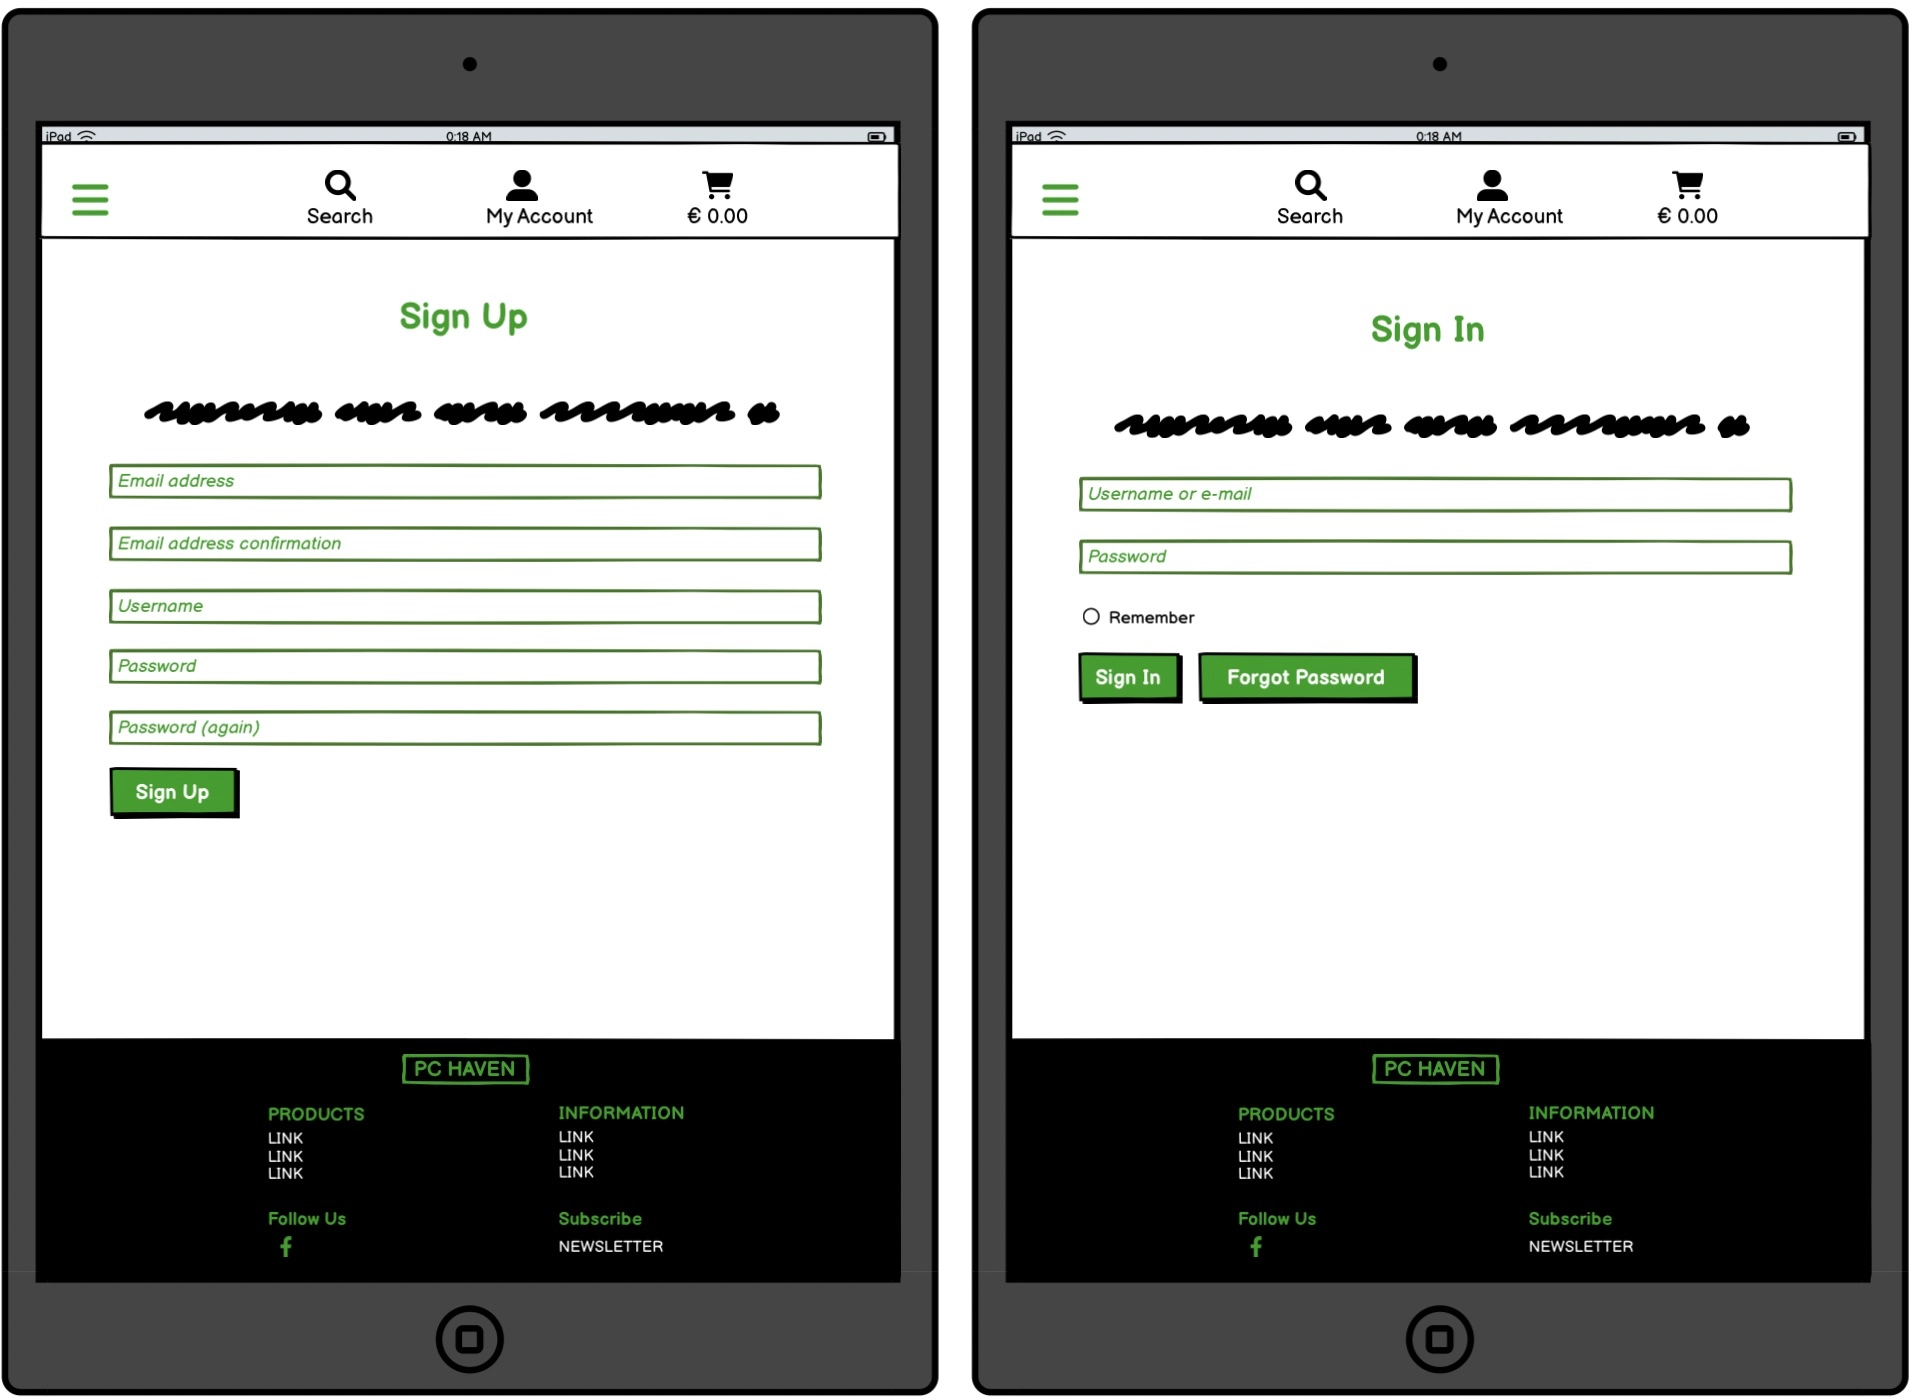 iPad 0:18 AM
Search My Account € 0.00
Sign Up
Email address
Email address confirmation
Username
Password
Password (again)
Sign Up
PC HAVEN
PRODUCTS INFORMATION
LINK LINK
LINK LINK
LINK LINK
Follow Us Subscribe
NEWSLETTER
iPad 0:18 AM
Search My Account € 0.00
Sign In
Username or e-mail
Password
Remember
Sign In Forgot Password
PC HAVEN
PRODUCTS INFORMATION
LINK LINK
LINK LINK
LINK LINK
Follow Us Subscribe
NEWSLETTER